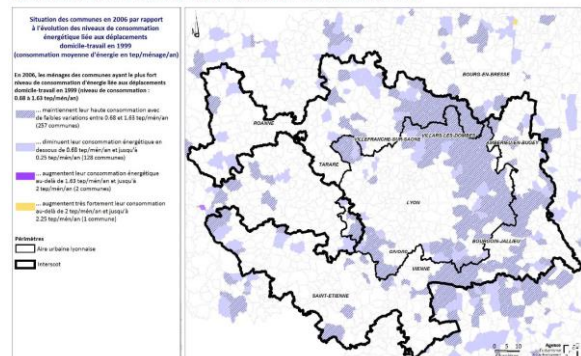 Situation des communes en 2006 par rapport
à l'évolution des niveaux de consommation
énergétique liée aux déplacements
domicile-travail en 1999
(consommation moyenne d'énergie en tep/ménage/an)
En 2006, les ménages des communes ayant le plus fort
niveau de consommation d'énergie liée aux déplacements
domicile-travail en 1999 (niveau de consommation :
0.68 à 1.63 tep/mén/an)
... maintiennent leur haute consommation avec
de faibles variations entre 0.68 et 1.63 tep/mén/an
(257 communes)
... diminuent leur consommation énergétique en
dessous de 0.68 tep/mén/an et jusqu'à
0.25 tep/mén/an (128 communes)
... augmentent leur consommation énergétique
au-delà de 1.63 tep/mén/an et jusqu'à
2 tep/mén/an (2 communes)
... augmentent très fortement leur consommation
au-delà de 2 tep/mén/an et jusqu'à
2.25 tep/mén/an (1 commune)
Périmètres
Aire urbaine lyonnaise
Interscot
BOURG-EN-BRESSE
ROANNE
VILLEFRANCHE-SUR-SAONE
VILLARS-LES-DOMBES
AMBERIEU-EN-BUGEY
TARARE
LYON
BOURGOIN-JALLIEU
GIVORS
VIENNE
SAINT-ETIENNE
0 5 10
Agence